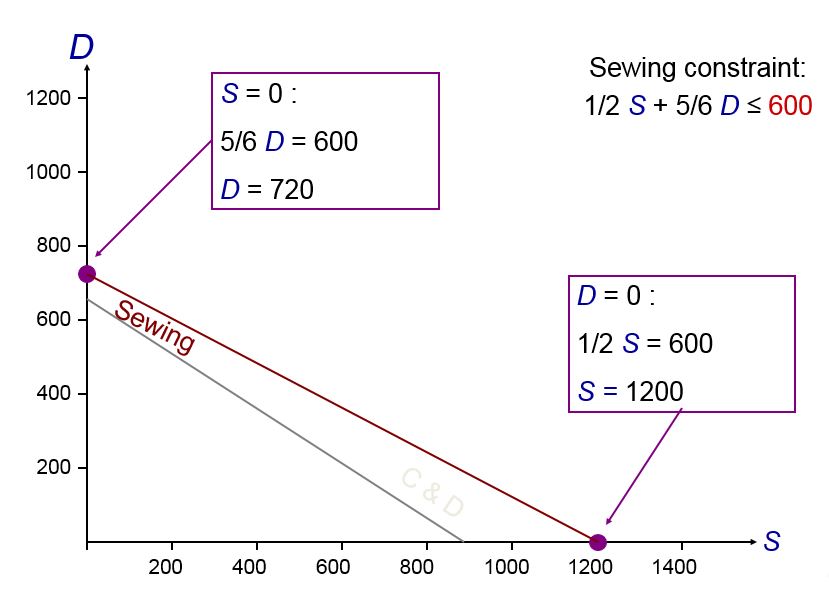 D
Sewing constraint:
1/2 S + 5/6 D ≤ 600
S = 0 :
5/6 D = 600
D = 720
D = 0 :
1/2 S = 600
S = 1200
1200
1000
800
600
400
200
Sewing
C & D
S
200 400 600 800 1000 1200 1400